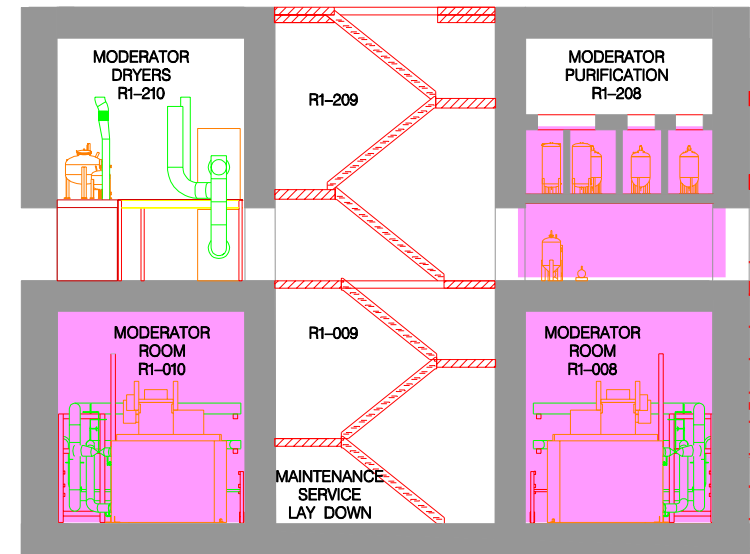 MODERATOR
DRYERS
R1-210
R1-209
MODERATOR
PURIFICATION
R1-208
MODERATOR
ROOM
R1-010
R1-009
MODERATOR
ROOM
R1-008
MAINTENANCE
SERVICE
LAY DOWN